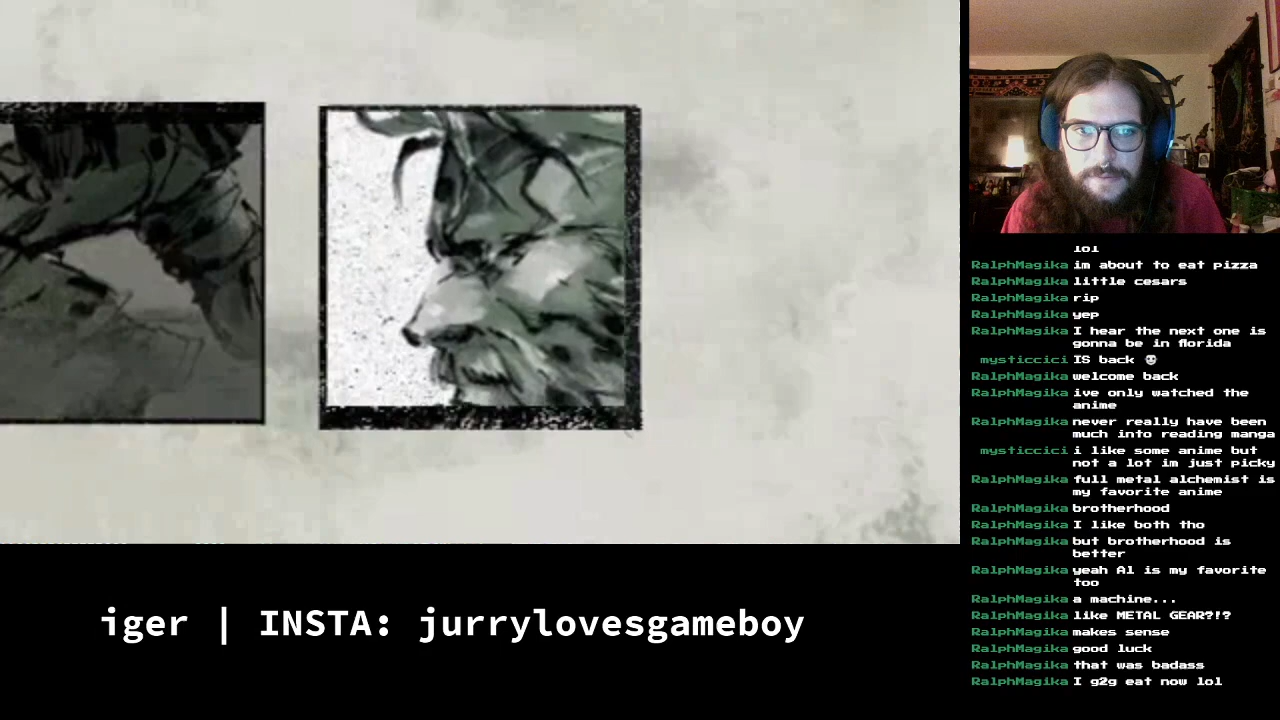 lol
RalphMagika im about to eat pizza
RalphMagika little cesars
RalphMagika rip
RalphMagika yep
RalphMagika I hear the next one is
gonna be in florida
mysticcici IS back
RalphMagika welcome back
RalphMagika ive only watched the
anime
RalphMagika never really have been
much into reading manga
mysticcici i like some anime but
not a lot im just picky
RalphMagika full metal alchemist is
my favorite anime
RalphMagika brotherhood
RalphMagika I like both tho
RalphMagika but brotherhood is
better
RalphMagika yeah Al is my favorite
too
RalphMagika a machine...
RalphMagika like METAL GEAR?!?
RalphMagika makes sense
RalphMagika good luck
RalphMagika that was badass
RalphMagika I g2g eat now lol
iger | INSTA: jurrylovesgameboy